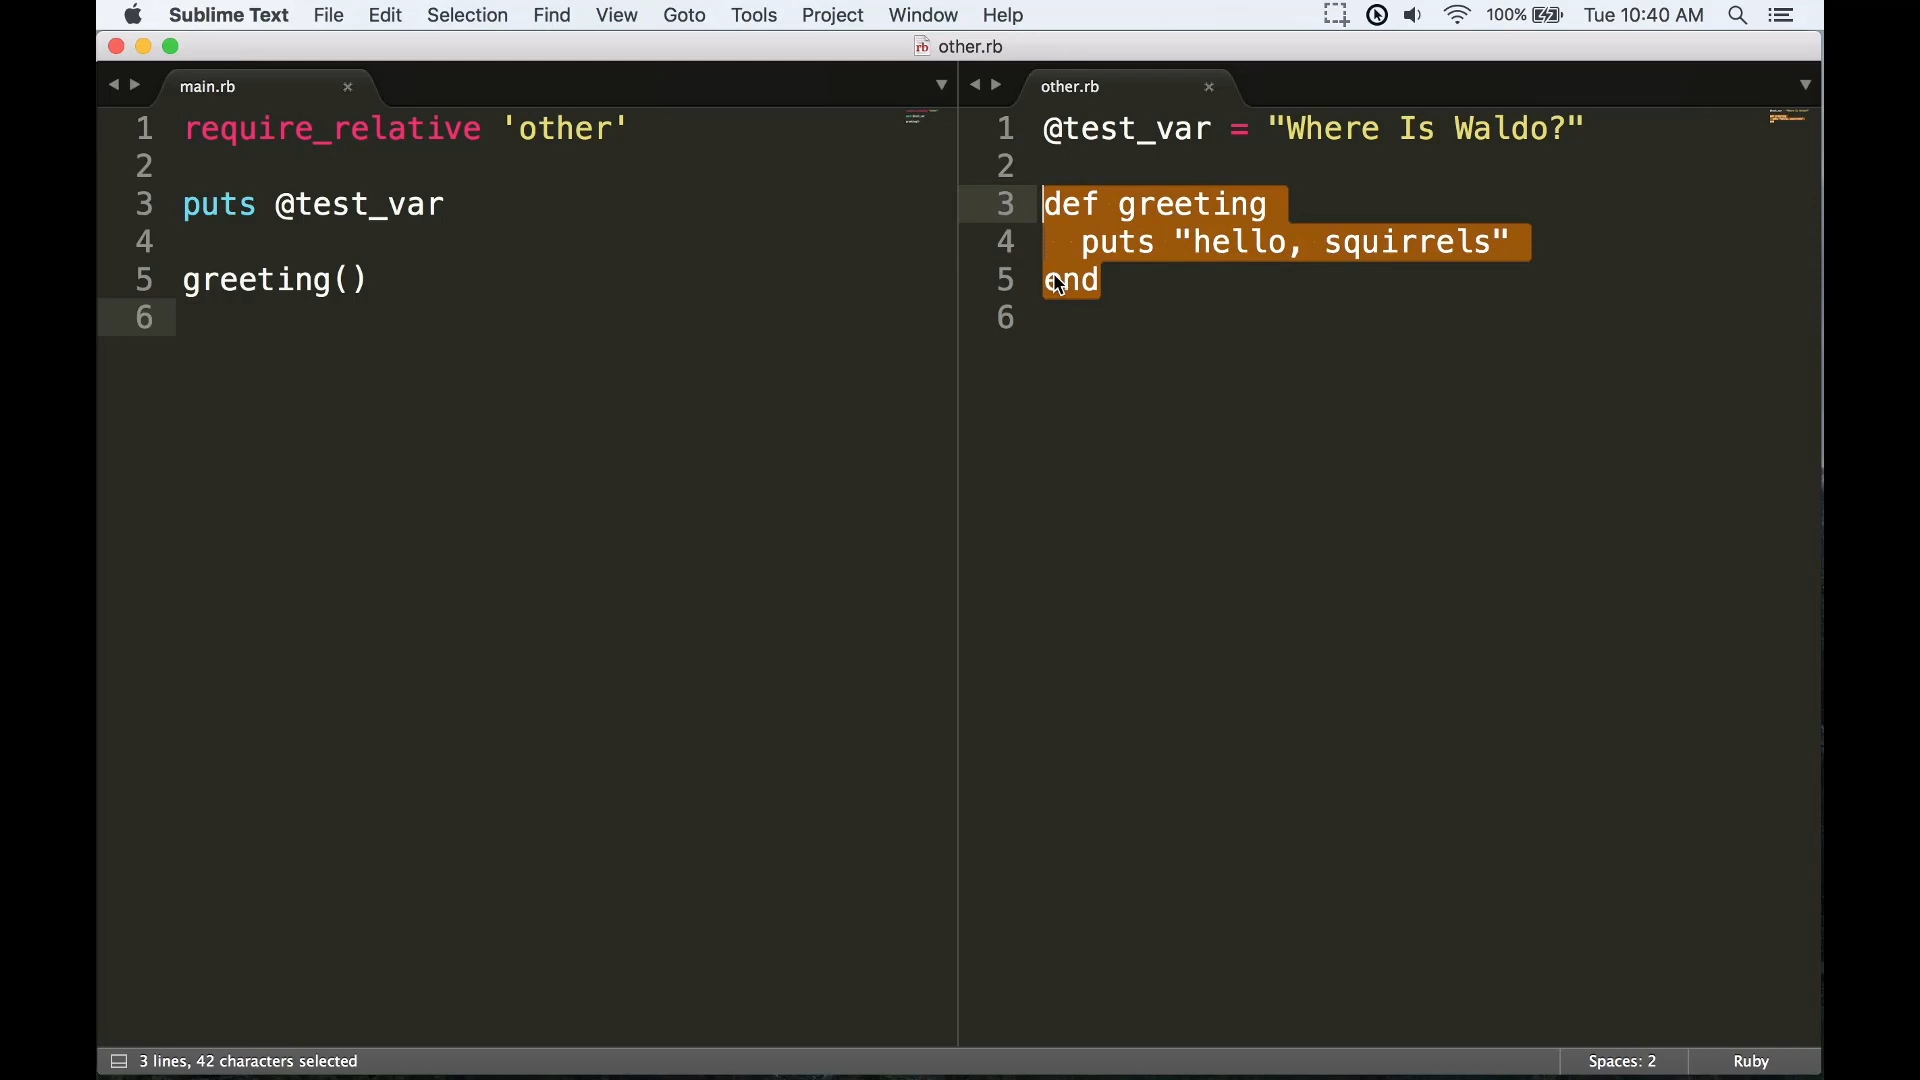 Sublime Text File Edit Selection Find View Goto Tools Project Window Help 100% Tue 10:40 AM
rb other.rb
main.rb
1 require_relative 'other'
2
3 puts @test_var
4
5 greeting()
6
other.rb
1 @test_var = "Where Is Waldo?"
2
3 def greeting
4 puts "hello, squirrels"
5 end
6
3 lines, 42 characters selected Spaces: 2 Ruby